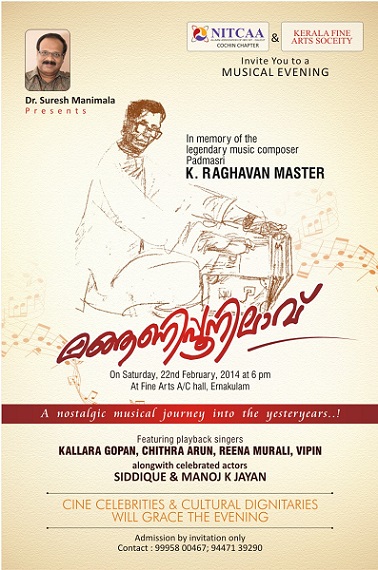 NITCAA
COCHIN CHAPTER
&
KERALA FINE
ARTS SOCEITY
Invite You to a
MUSICAL EVENING
Dr. Suresh Manimala
Presents
In memory of the
legendary music composer
Padmasri
K. RAGHAVAN MASTER
മഞ്ഞണിപ്പൂനിലാവ്
On Saturday, 22nd February, 2014 at 6 pm
At Fine Arts A/C hall, Ernakulam
A nostalgic musical journey into the yesteryears..!
Featuring playback singers
KALLARA GOPAN, CHITHRA ARUN, REENA MURALI, VIPIN
alongwith celebrated actors
SIDDIQUE & MANOJ K JAYAN
CINE CELEBRITIES & CULTURAL DIGNITARIES
WILL GRACE THE EVENING
Admission by invitation only
Contact : 99958 00467; 94471 39290